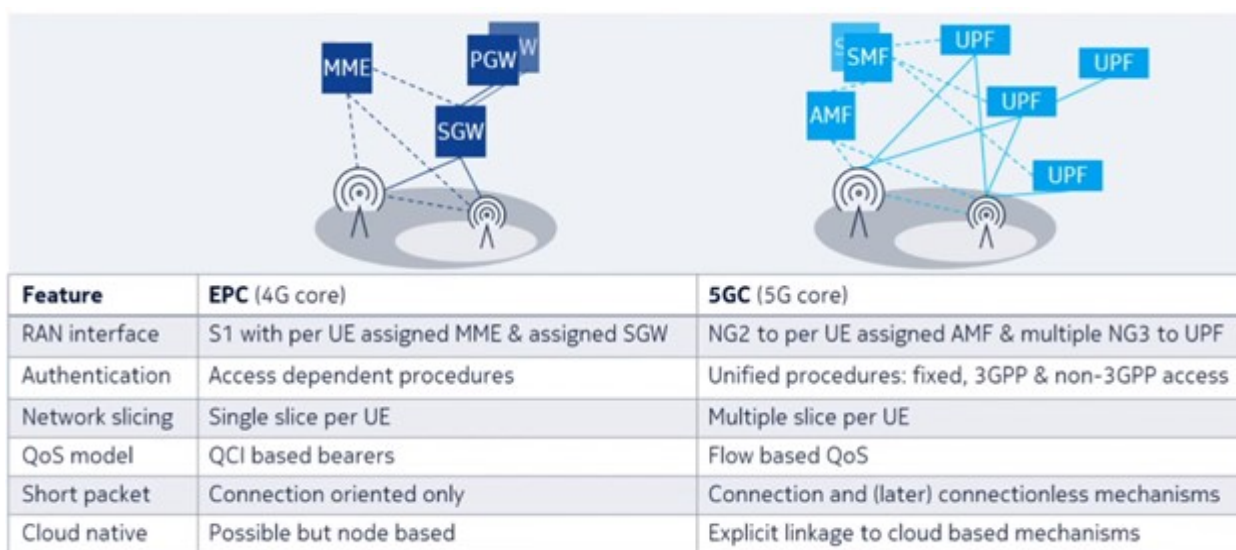 MME
PGW
W
SGW
S
SMF
UPF
UPF
AMF
UPF
UPF
Feature EPC (4G core) 5GC (5G core)
RAN interface S1 with per UE assigned MME & assigned SGW NG2 to per UE assigned AMF & multiple NG3 to UPF
Authentication Access dependent procedures Unified procedures: fixed, 3GPP & non-3GPP access
Network slicing Single slice per UE Multiple slice per UE
QoS model QCI based bearers Flow based QoS
Short packet Connection oriented only Connection and (later) connectionless mechanisms
Cloud native Possible but node based Explicit linkage to cloud based mechanisms